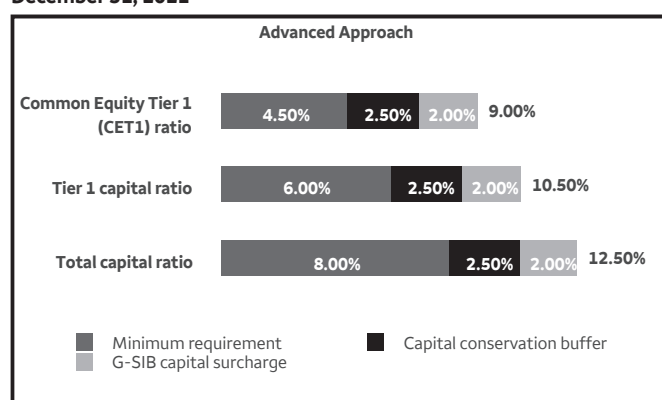 Advanced Approach
Common Equity Tier 1
(CET1) ratio
4.50% 2.50% 2.00% 9.00%
Tier 1 capital ratio
6.00% 2.50% 2.00% 10.50%
Total capital ratio
8.00% 2.50% 2.00% 12.50%
Minimum requirement
Capital conservation buffer
G-SIB capital surcharge